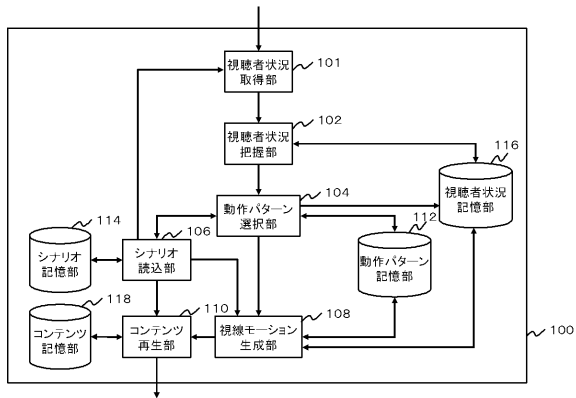 視聴者状況
取得部
101
視聴者状況
把握部
102
116
視聴者状況
記憶部
動作パターン
選択部
104
114
シナリオ
記憶部
106
シナリオ
読込部
112
動作パターン
記憶部
118
コンテンツ
記憶部
110
コンテンツ
再生部
108
視線モーション
生成部
100